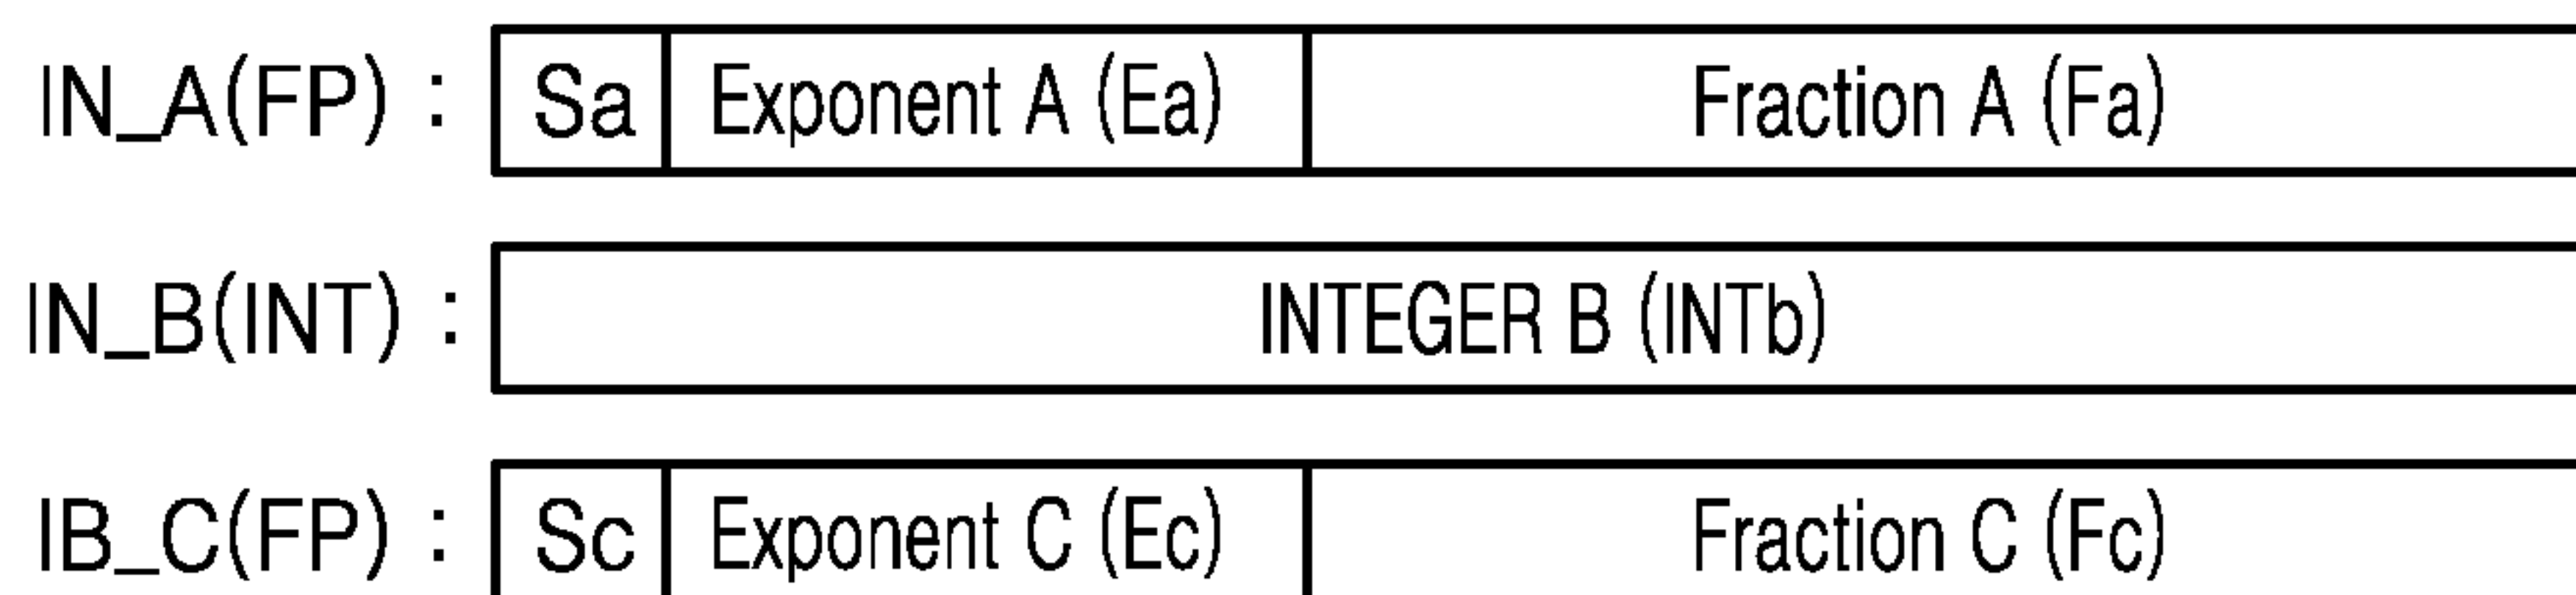 IN_A(FP) : Sa Exponent A (Ea) Fraction A (Fa)
IN_B(INT) : INTEGER B (INTb)
IB_C(FP) : Sc Exponent C (Ec) Fraction C (Fc)